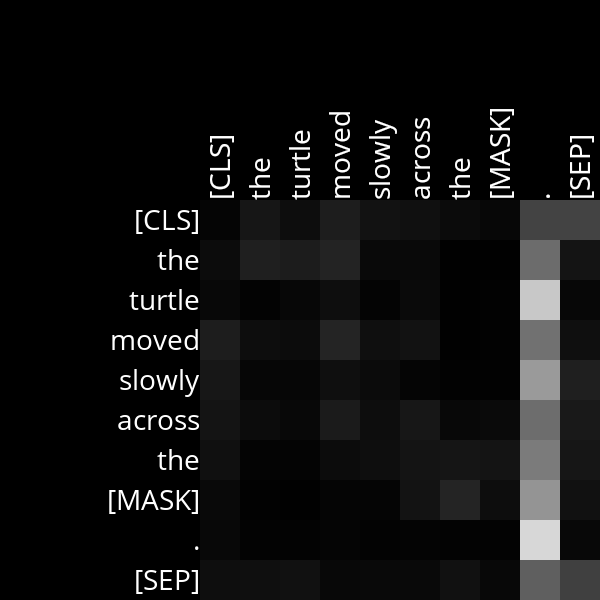 [CLS] the turtle moved slowly across the [MASK] . [SEP]
[CLS]
the
turtle
moved
slowly
across
the
[MASK]
.
[SEP]